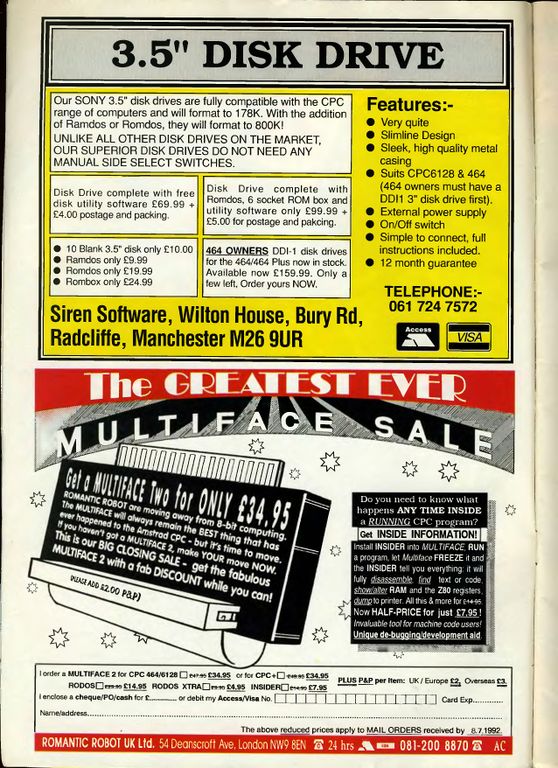 3.5" DISK DRIVE
Our SONY 3.5" disk drives are fully compatible with the CPC
range of computers and will format to 178K. With the addition
of Ramdos or Romdos, they will format to 800K!
UNLIKE ALL OTHER DISK DRIVES ON THE MARKET,
OUR SUPERIOR DISK DRIVES DO NOT NEED ANY
MANUAL SIDE SELECT SWITCHES.
Disk Drive complete with free
disk utility software £69.99 +
£4.00 postage and packing.
Disk Drive complete with
Romdos, 6 socket ROM box and
utility software only £99.99 +
£5.00 for postage and pakcing.
● 10 Blank 3.5" disk only £10.00
● Ramdos only £9.99
● Romdos only £19.99
● Rombox only £24.99
464 OWNERS DDI-1 disk drives
for the 464/464 Plus now in stock.
Available now £159.99. Only a
few left, Order yours NOW.
Features:-
● Very quite
● Slimline Design
● Sleek, high quality metal
casing
● Suits CPC6128 & 464
(464 owners must have a
DDI1 3" disk drive first).
● External power supply
● On/Off switch
● Simple to connect, full
instructions included.
● 12 month guarantee
TELEPHONE:-
061 724 7572
Access
VISA
Siren Software, Wilton House, Bury Rd,
Radcliffe, Manchester M26 9UR
The GREATEST EVER
MULTIFACE SALE
Get a MULTIFACE Two for ONLY £34.95
ROMANTIC ROBOT are moving away from 8-bit computing.
The MULTIFACE will always remain the BEST thing that has
ever happened to the Amstrad CPC - but it's time to move
If you haven't got a MULTIFACE 2, make YOUR move NOW.
This is our BIG CLOSING SALE - get the fabulous
MULTIFACE 2 with a fab DISCOUNT while you can!
PLEASE ADD £2.00 P&P!
Do you need to know what
happens ANY TIME INSIDE
a RUNNING CPC program?
Get INSIDE INFORMATION!
Install INSIDER into MULTIFACE, RUN
a program, let Multiface FREEZE it and
the INSIDER tell you everything: it will
fully disassemble find text or code,
show/alter RAM and the Z80 registers,
dump to printer. All this & more for £14.95.
Now HALF-PRICE for just £7.95!
Invaluable tool for machine code users!
Unique de-bugging/development aid.
I order a MULTIFACE 2 for CPC 464/6128 £47.95 £34.95 or for CPC+ £34.95
RODOS £14.95 RODOS XTRA £4.95 INSIDER £14.95 £7.95
PLUS P&P per item: UK / Europe £2, Overseas £3.
I enclose a cheque/PO/cash for £.......... or debit my Access/Visa No. Card Exp..........
Name/address..........
The above reduced prices apply to MAIL ORDERS received by 8.7.1992.
ROMANTIC ROBOT UK Ltd. 54 Deanscroft Ave, London NW9 8EN ☎ 24 hrs 081-200 8870 ☎ AC